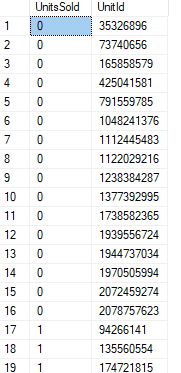 UnitsSold UnitId
1 0 35326896
2 0 73740656
3 0 165858579
4 0 425041581
5 0 791559785
6 0 1048241376
7 0 1112445483
8 0 1122029216
9 0 1238384287
10 0 1377392995
11 0 1738582365
12 0 1939556724
13 0 1944737034
14 0 1970505994
15 0 2072459274
16 0 2078757623
17 1 94266141
18 1 135560554
19 1 174721815